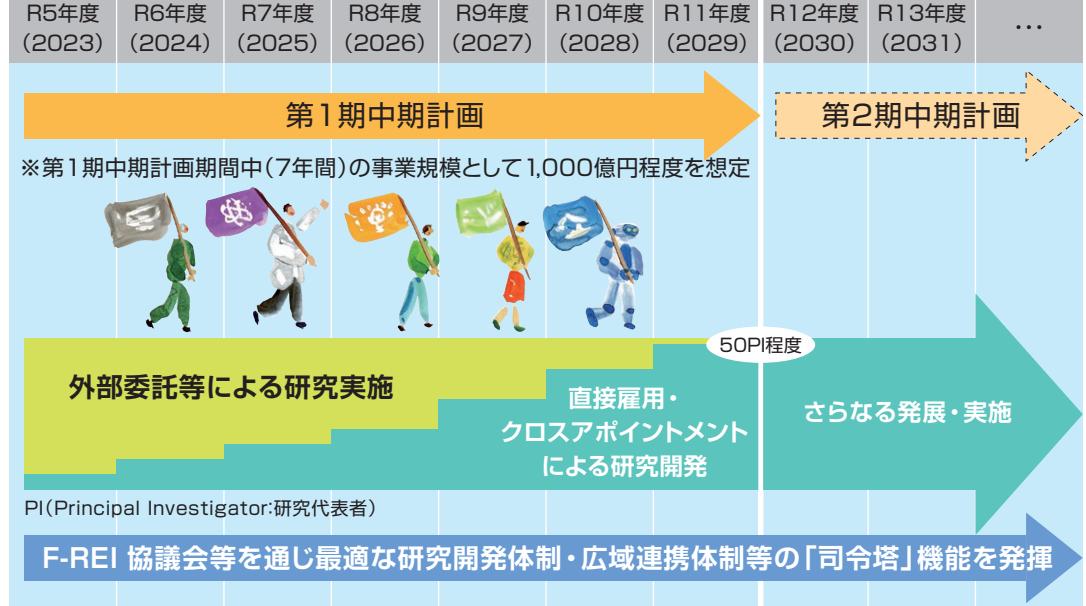 R5年度 R6年度 R7年度 R8年度 R9年度 R10年度 R11年度 R12年度 R13年度 …
(2023) (2024) (2025) (2026) (2027) (2028) (2029) (2030) (2031)
第1期中期計画
第2期中期計画
※第1期中期計画期間中(7年間)の事業規模として1,000億円程度を想定
50PI程度
外部委託等による研究実施
直接雇用・
クロスアポイントメント
による研究開発
さらなる発展・実施
PI(Principal Investigator:研究代表者)
F-REI 協議会等を通じ最適な研究開発体制・広域連携体制等の「司令塔」機能を発揮